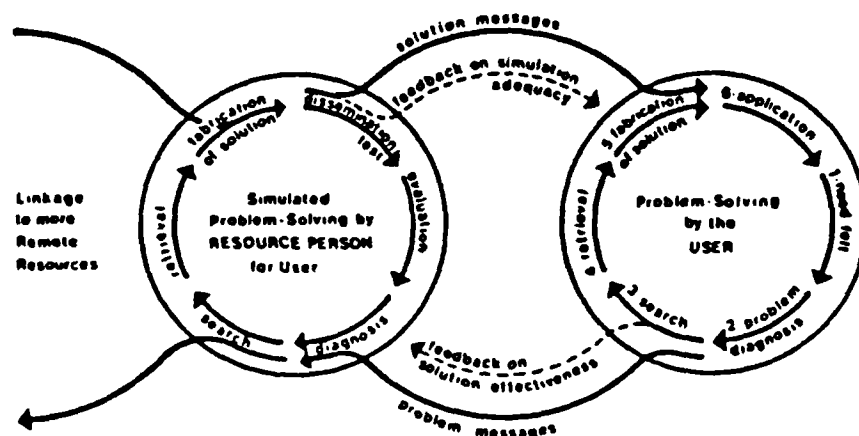 solution messages
feedback on simulation
adequacy
fabrication
of solution
dissemination
test
evaluation
diagnosis
search
retrieval
Linkage
to more
Remote
Resources
Simulated
Problem-Solving by
RESOURCE PERSON
for User
5 fabrication
of solution
6-application
1-need felt
2 problem
diagnosis
3 search
4 retrieval
Problem-Solving
by the
USER
feedback on
solution effectiveness
problem messages